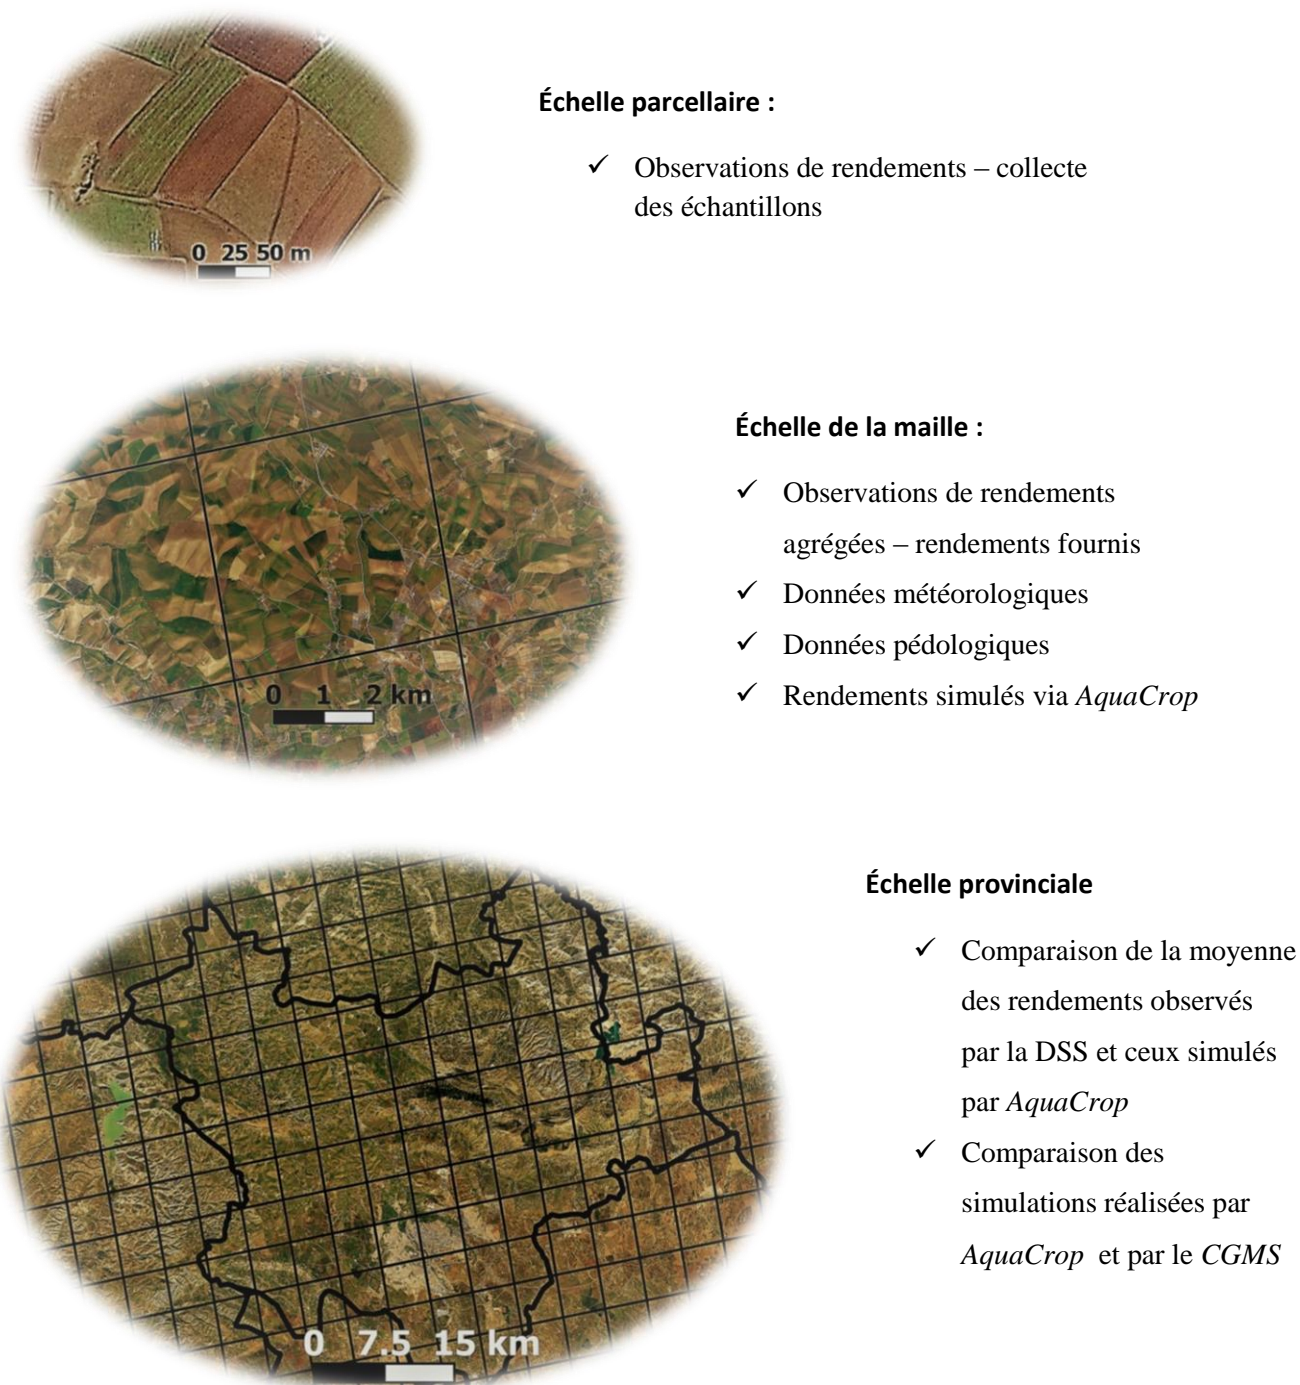 Échelle parcellaire :
✓ Observations de rendements – collecte
des échantillons
0 25 50 m
Échelle de la maille :
✓ Observations de rendements
agrégées – rendements fournis
✓ Données météorologiques
✓ Données pédologiques
✓ Rendements simulés via AquaCrop
0 1 2 km
Échelle provinciale
✓ Comparaison de la moyenne
des rendements observés
par la DSS et ceux simulés
par AquaCrop
✓ Comparaison des
simulations réalisées par
AquaCrop et par le CGMS
0 7.5 15 km